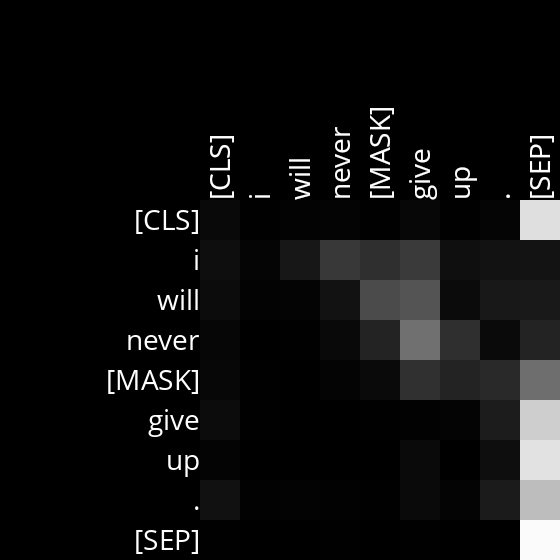 [CLS]
i
will
never
[MASK]
give
up
.
[SEP]
[CLS]
i
will
never
[MASK]
give
up
.
[SEP]